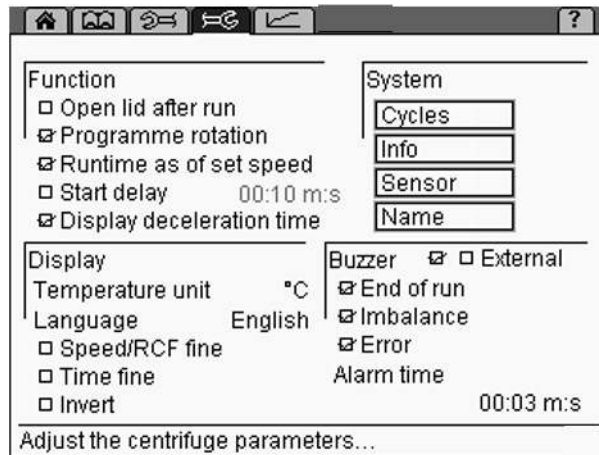 ?
Function
Open lid after run
Programme rotation
Runtime as of set speed
Start delay 00:10 m:s
Display deceleration time
System
Cycles
Info
Sensor
Name
Display
Temperature unit °C
Language English
Speed/RCF fine
Time fine
Invert
Buzzer External
End of run
Imbalance
Error
Alarm time
00:03 m:s
Adjust the centrifuge parameters...